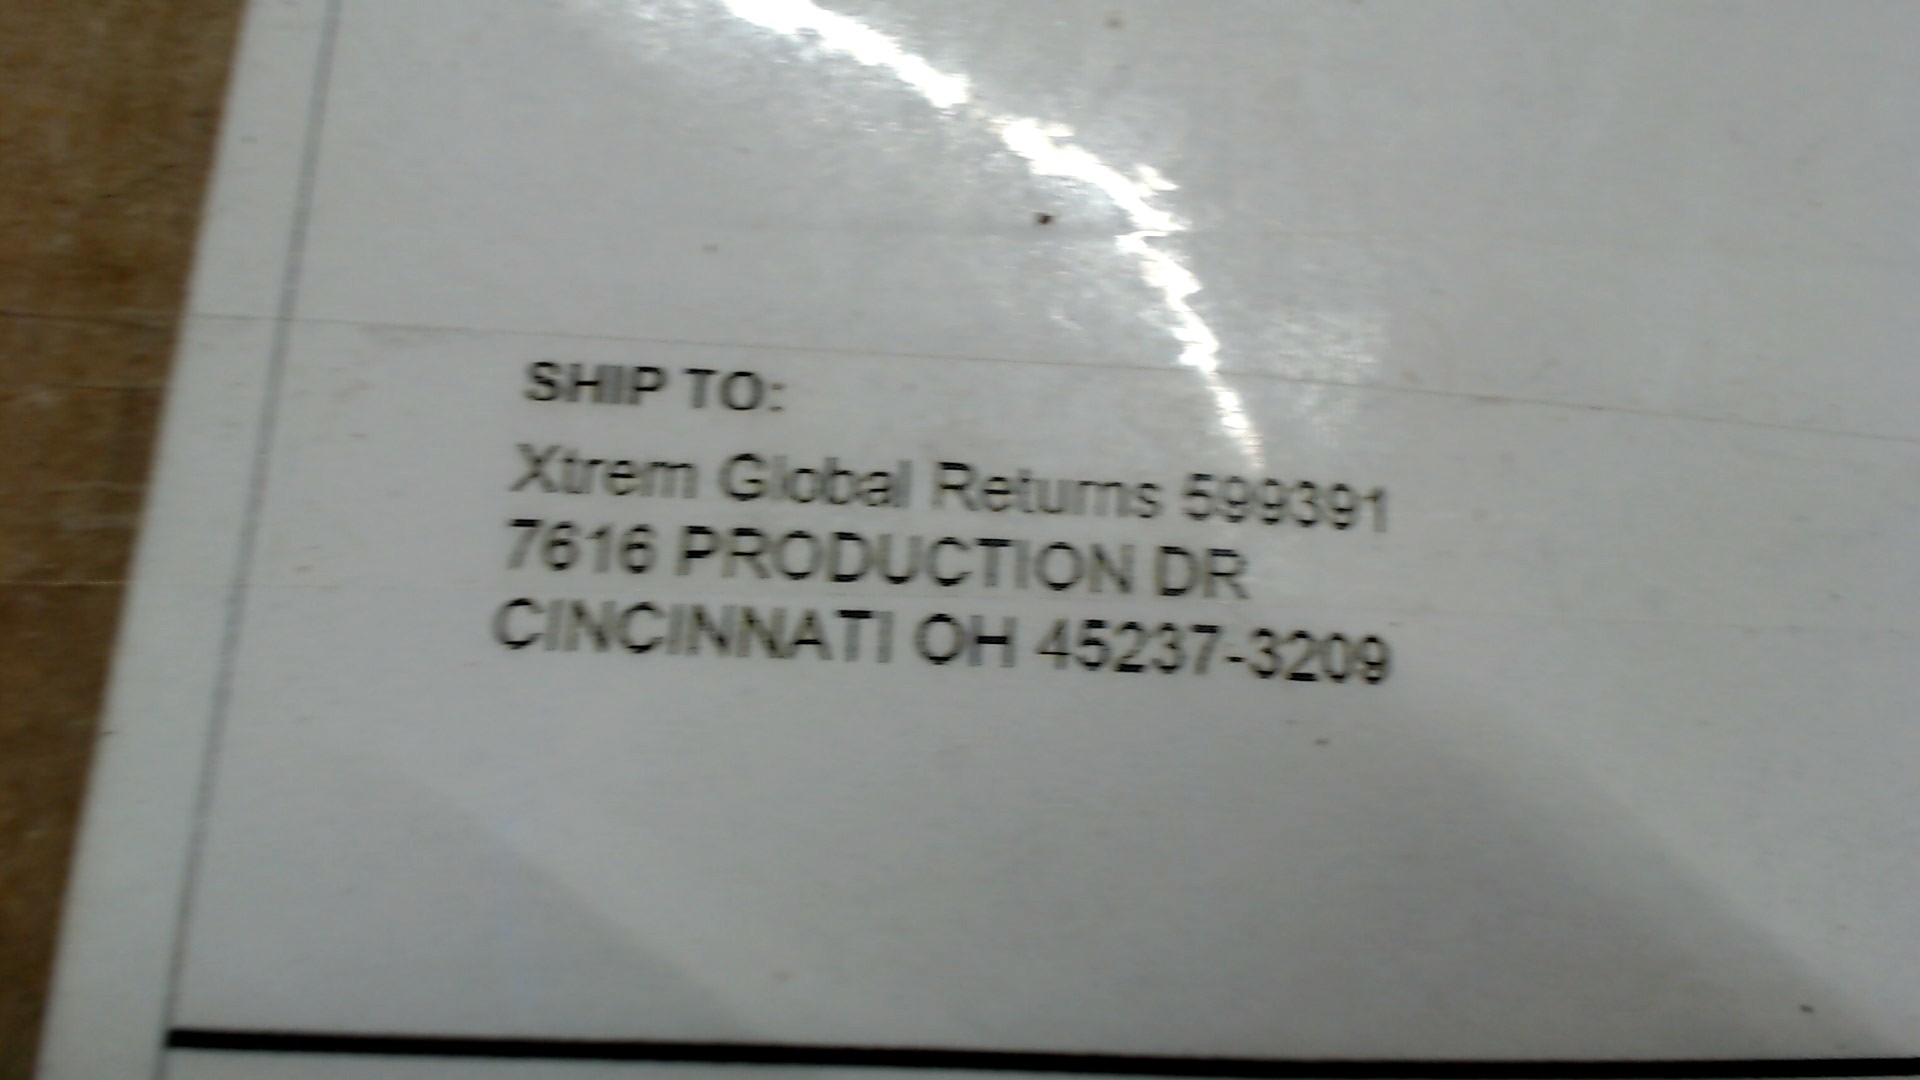 SHIP TO:
Xtrem Global Returns 599391
7616 PRODUCTION DR
CINCINNATI OH 45237-3209